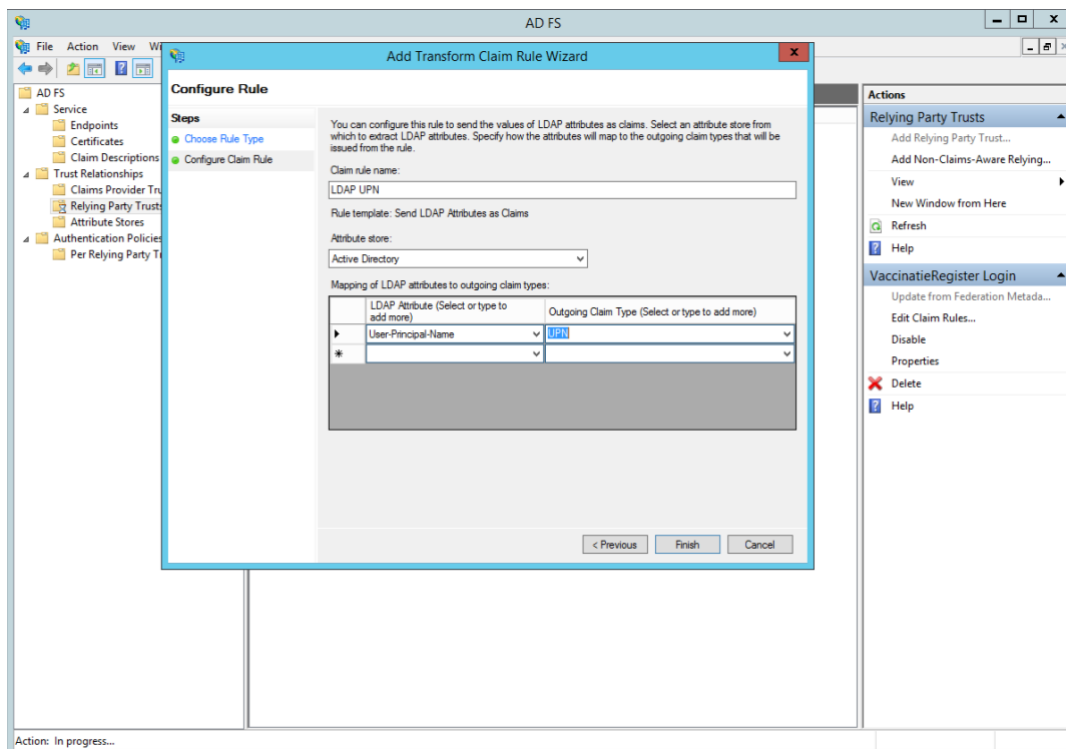 AD FS
File Action View
Add Transform Claim Rule Wizard
Configure Rule
Steps
Choose Rule Type
Configure Claim Rule
You can configure this rule to send the values of LDAP attributes as claims. Select an attribute store from
which to extract LDAP attributes. Specify how the attributes will map to the outgoing claim types that will be
issued from the rule.
Claim rule name:
LDAP UPN
Rule template: Send LDAP Attributes as Claims
Attribute store:
Active Directory
Mapping of LDAP attributes to outgoing claim types:
LDAP Attribute (Select or type to
add more)
Outgoing Claim Type (Select or type to add more)
User-Principal-Name
UPN
< Previous
Finish
Cancel
AD FS
Service
Endpoints
Certificates
Claim Descriptions
Trust Relationships
Claims Provider Tru
Relying Party Trusts
Attribute Stores
Authentication Policies
Per Relying Party Tr
Actions
Relying Party Trusts
Add Relying Party Trust...
Add Non-Claims-Aware Relying...
View
New Window from Here
Refresh
Help
VaccinatieRegister Login
Update from Federation Metada...
Edit Claim Rules...
Disable
Properties
Delete
Help
Action: In progress...